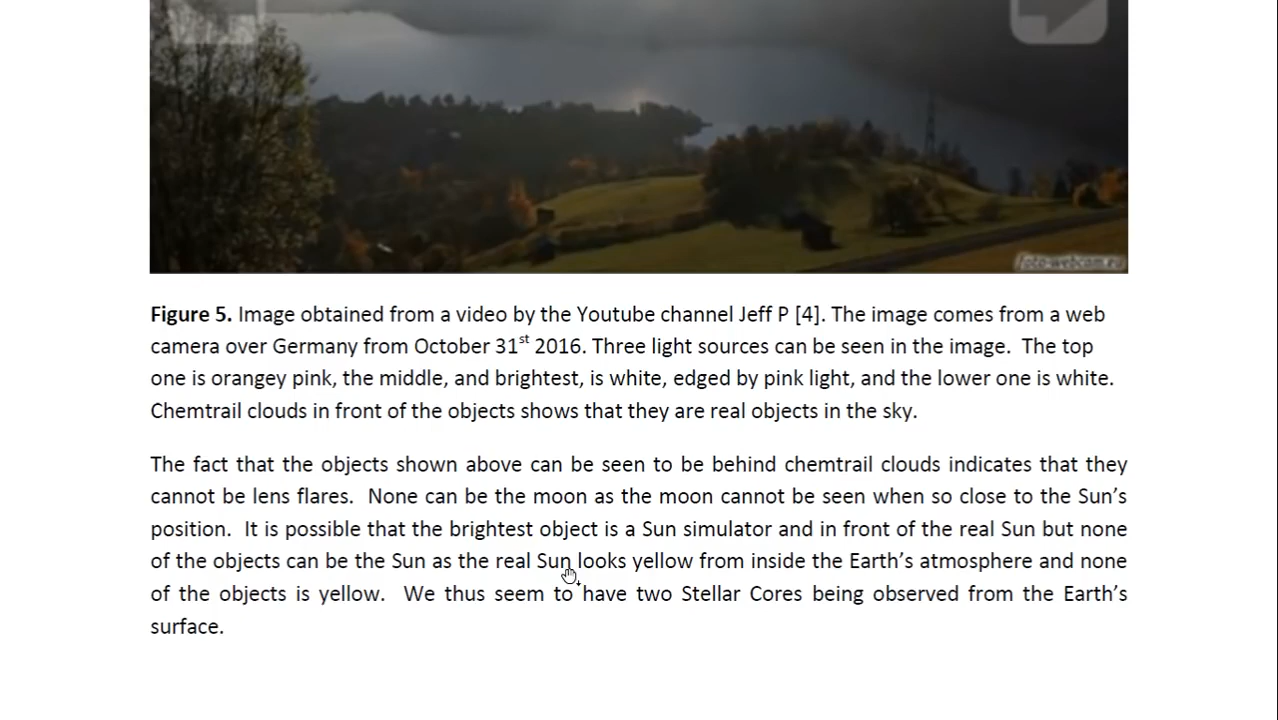 foto-webcam.eu
Figure 5. Image obtained from a video by the Youtube channel Jeff P [4]. The image comes from a web
camera over Germany from October 31st 2016. Three light sources can be seen in the image.  The top
one is orangey pink, the middle, and brightest, is white, edged by pink light, and the lower one is white.
Chemtrail clouds in front of the objects shows that they are real objects in the sky.
The fact that the objects shown above can be seen to be behind chemtrail clouds indicates that they
cannot be lens flares.  None can be the moon as the moon cannot be seen when so close to the Sun's
position.  It is possible that the brightest object is a Sun simulator and in front of the real Sun but none
of the objects can be the Sun as the real Sun looks yellow from inside the Earth's atmosphere and none
of the objects is yellow.  We thus seem to have two Stellar Cores being observed from the Earth's
surface.